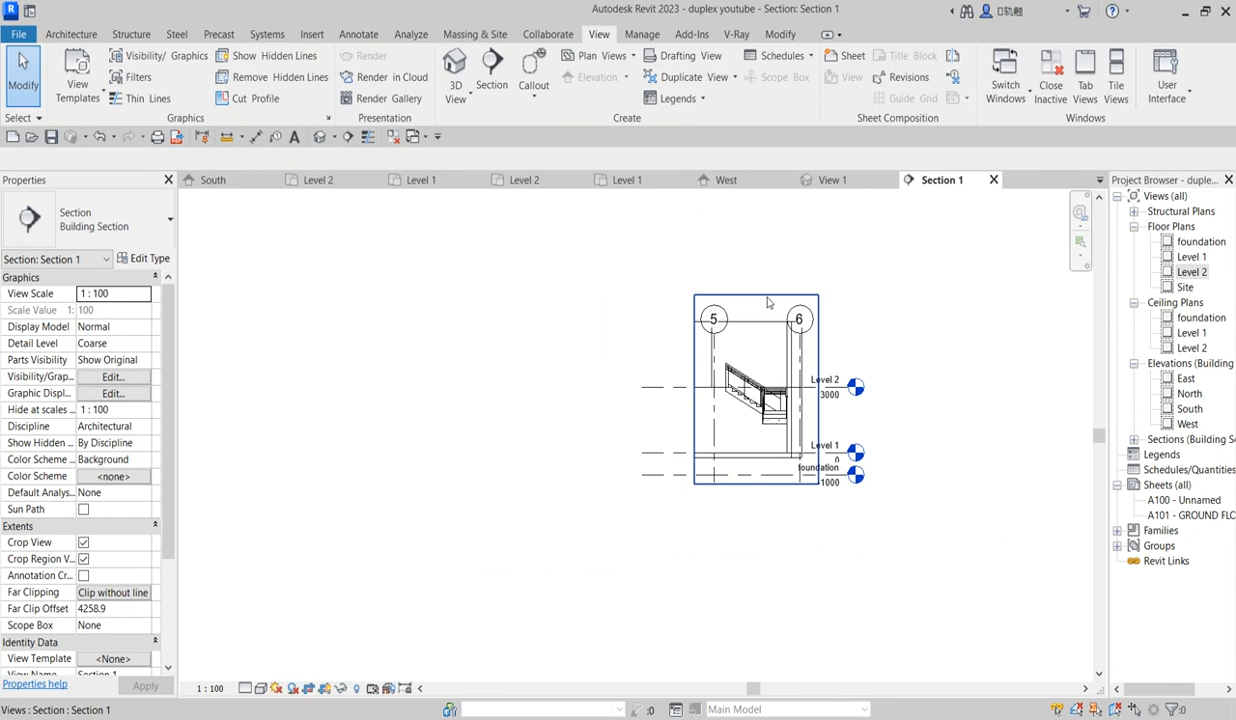 Autodesk Revit 2023 - duplex youtube - Section: Section 1
File Architecture Structure Steel Precast Systems Insert Annotate Analyze Massing & Site Collaborate View Manage Add-Ins V-Ray Modify
Modify
View Templates
Visibility/ Graphics
Filters
Thin Lines
Show Hidden Lines
Remove Hidden Lines
Cut Profile
Render
Render in Cloud
Render Gallery
3D View
Section
Callout
Plan Views
Elevation
Drafting View
Duplicate View
Legends
Schedules
Scope Box
Sheet
View
Title Block
Revisions
Guide Grid
Switch Windows
Close Inactive
Tab Views
Tile Views
User Interface
Select Graphics Presentation Create Sheet Composition Windows
Properties
South Level 2 Level 1 Level 2 Level 1 West View 1 Section 1
Project Browser - duple...
Section
Building Section
Section: Section 1 Edit Type
Graphics
View Scale 1 : 100
Scale Value 1: 100
Display Model Normal
Detail Level Coarse
Parts Visibility Show Original
Visibility/Grap... Edit...
Graphic Displ... Edit...
Hide at scales ... 1 : 100
Discipline Architectural
Show Hidden ... By Discipline
Color Scheme ... Background
Color Scheme <none>
Default Analys... None
Sun Path
Extents
Crop View
Crop Region V...
Annotation Cr...
Far Clipping Clip without line
Far Clip Offset 4258.9
Scope Box None
Identity Data
View Template <None>
View Name Section 1
Properties help Apply
5 6
Level 2
3000
Level 1
0
foundation
1000
Views (all)
Structural Plans
Floor Plans
foundation
Level 1
Level 2
Site
Ceiling Plans
foundation
Level 1
Level 2
Elevations (Building
East
North
South
West
Sections (Building Se
Legends
Schedules/Quantities
Sheets (all)
A100 - Unnamed
A101 - GROUND FLO
Families
Groups
Revit Links
1 : 100
Views : Section : Section 1
:0
Main Model
:0